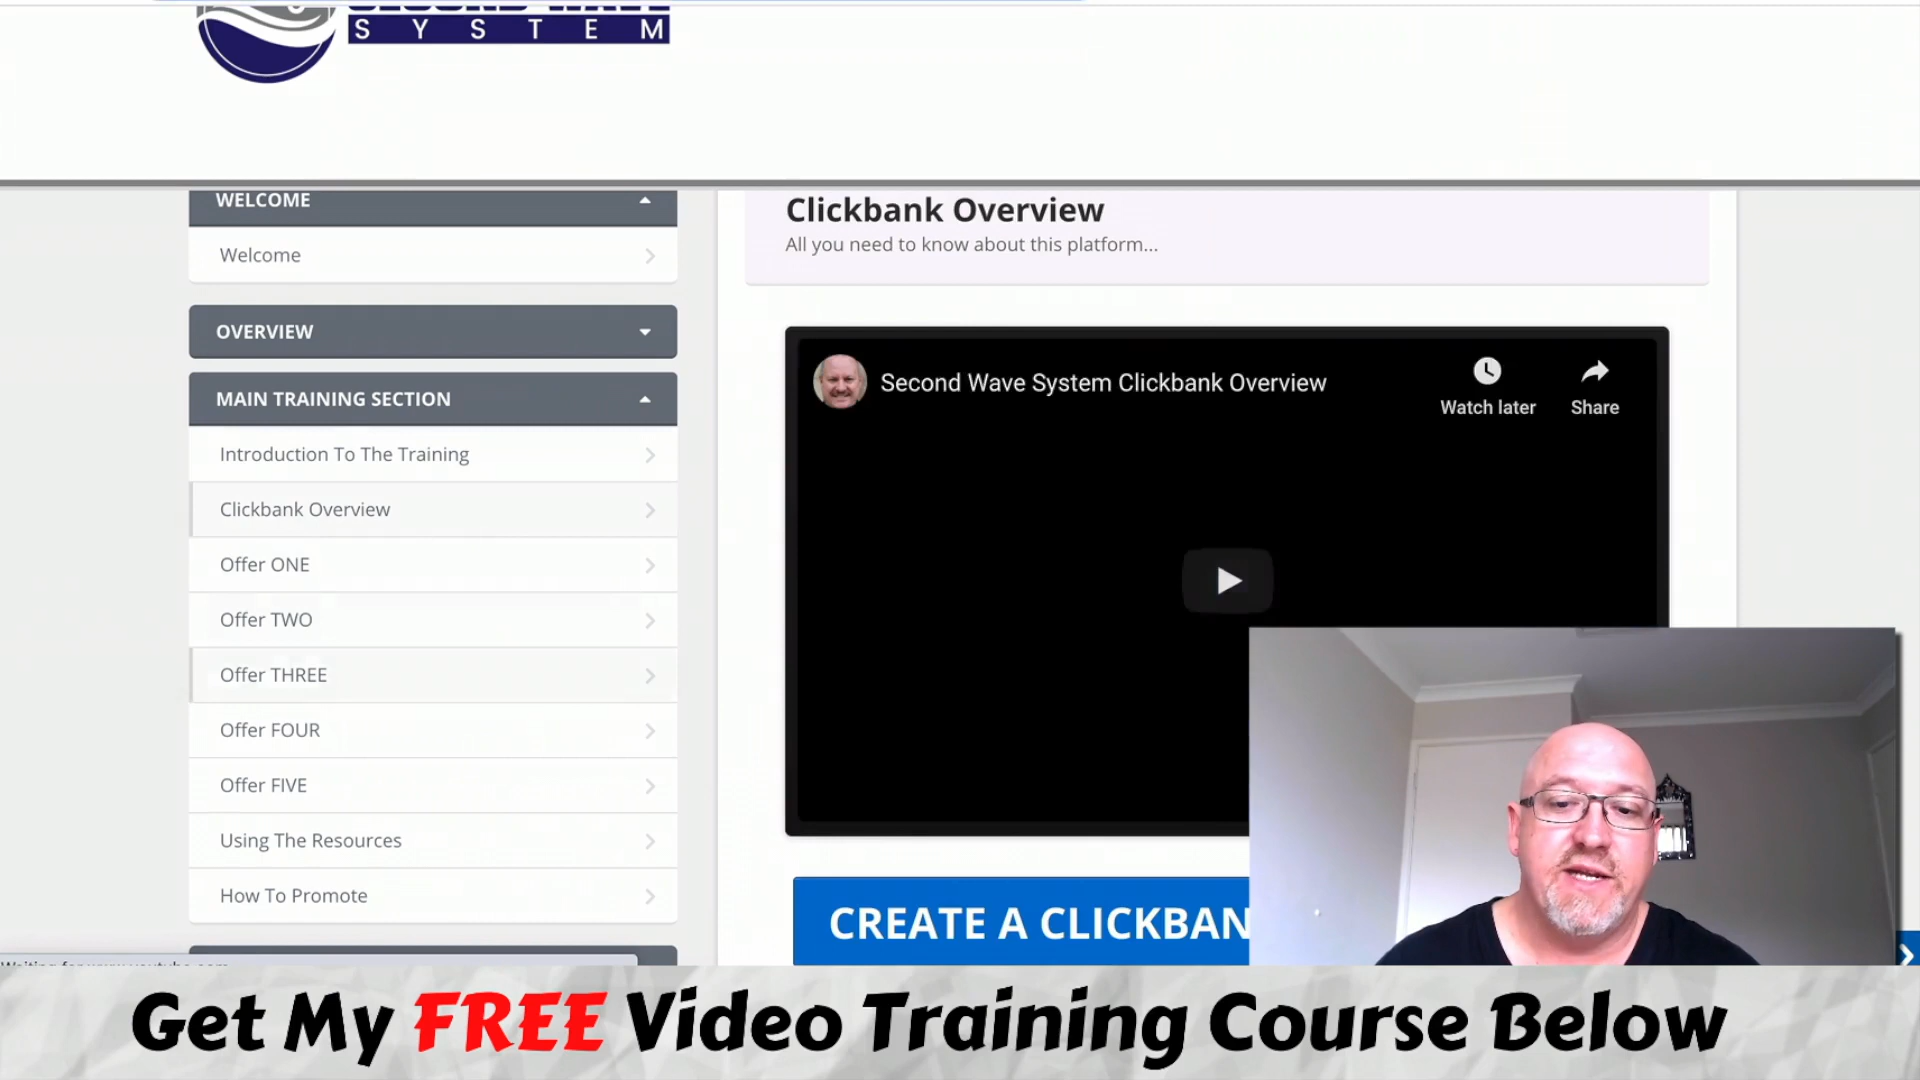 SYSTEM
WELCOME
Welcome
OVERVIEW
MAIN TRAINING SECTION
Introduction To The Training
Clickbank Overview
Offer ONE
Offer TWO
Offer THREE
Offer FOUR
Offer FIVE
Using The Resources
How To Promote
Clickbank Overview
All you need to know about this platform...
Second Wave System Clickbank Overview
Watch later
Share
CREATE A CLICKBAN
Get My FREE Video Training Course Below